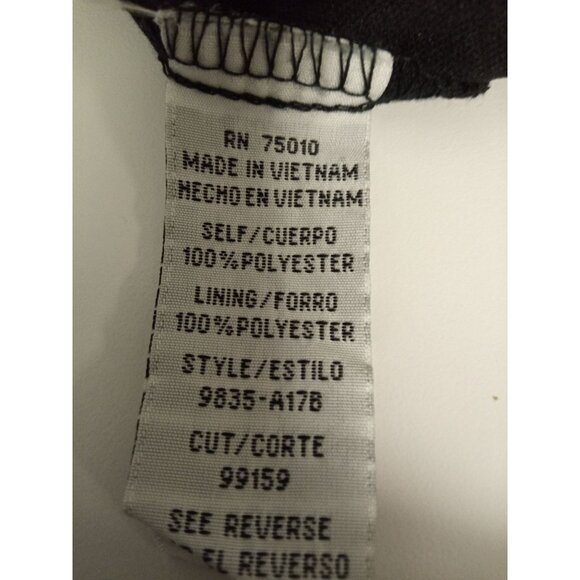 RN 75010
MADE IN VIETNAM
HECHO EN VIETNAM
SELF/CUERPO
100%POLYESTER
LINING/FORRO
100%POLYESTER
STYLE/ESTILO
9835-A17B
CUT/CORTE
99159
SEE REVERSE
EL REVERSO